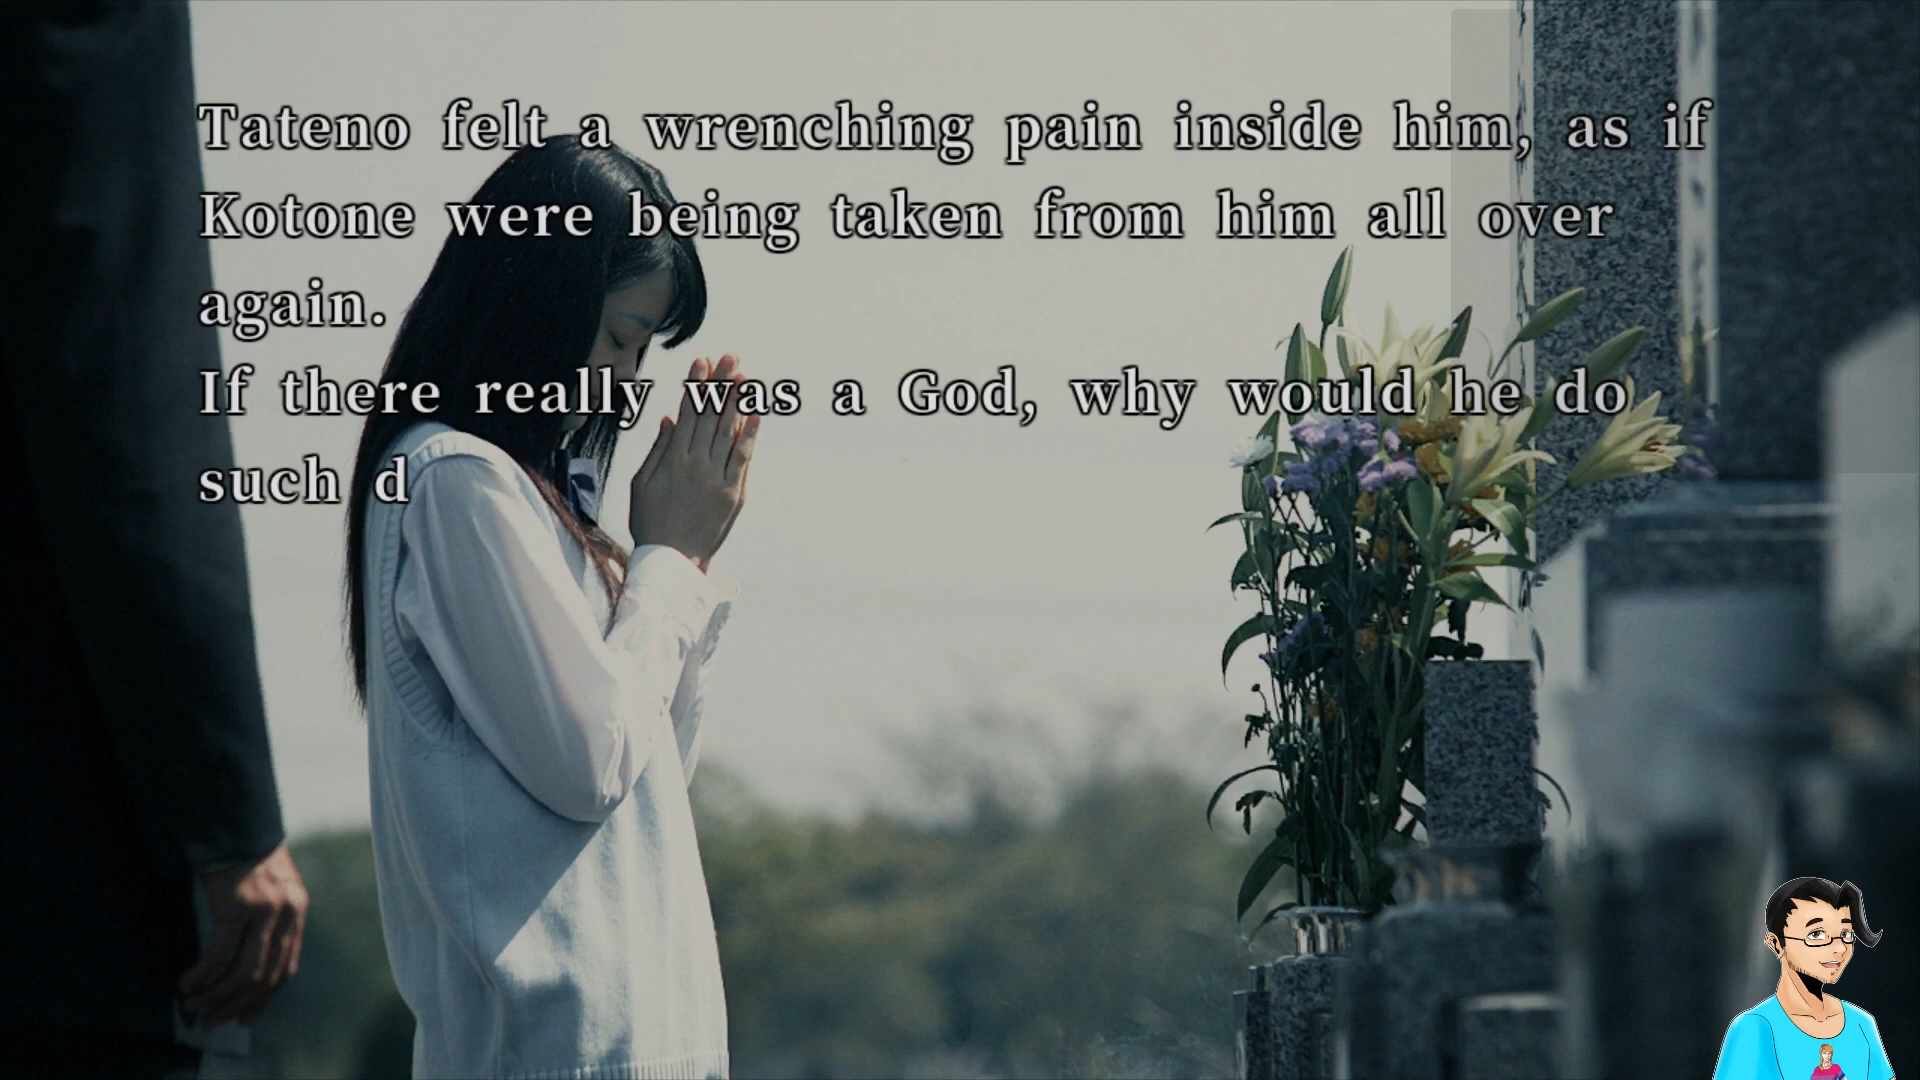 Tateno felt a wrenching pain inside him, as if
Kotone were being taken from him all over
again.
If there really was a God, why would he do
such d